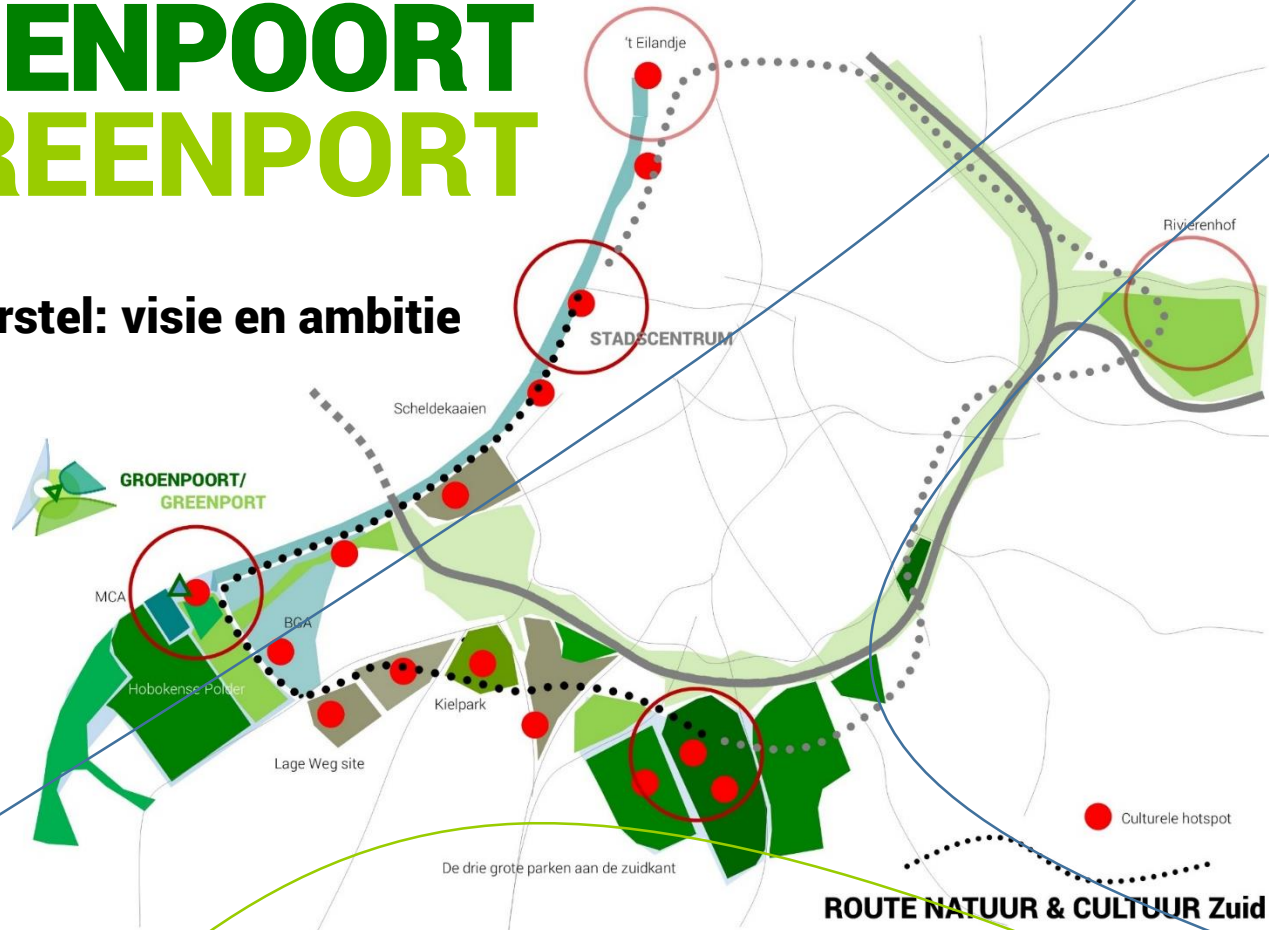 ENPOORT
REENPORT
rstel: visie en ambitie
't Eilandje
Rivierenhof
STADSCENTRUM
Scheldekaaien
GROENPOORT/
GREENPORT
MCA
BGA
Hobokense Polder
Kielpark
Lage Weg site
Culturele hotspot
De drie grote parken aan de zuidkant
ROUTE NATUUR & CULTUUR Zuid